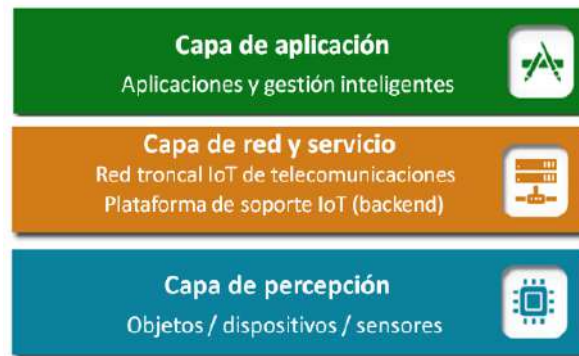 Capa de aplicación
Aplicaciones y gestión inteligentes
Capa de red y servicio
Red troncal IoT de telecomunicaciones
Plataforma de soporte IoT (backend)
Capa de percepción
Objetos / dispositivos / sensores